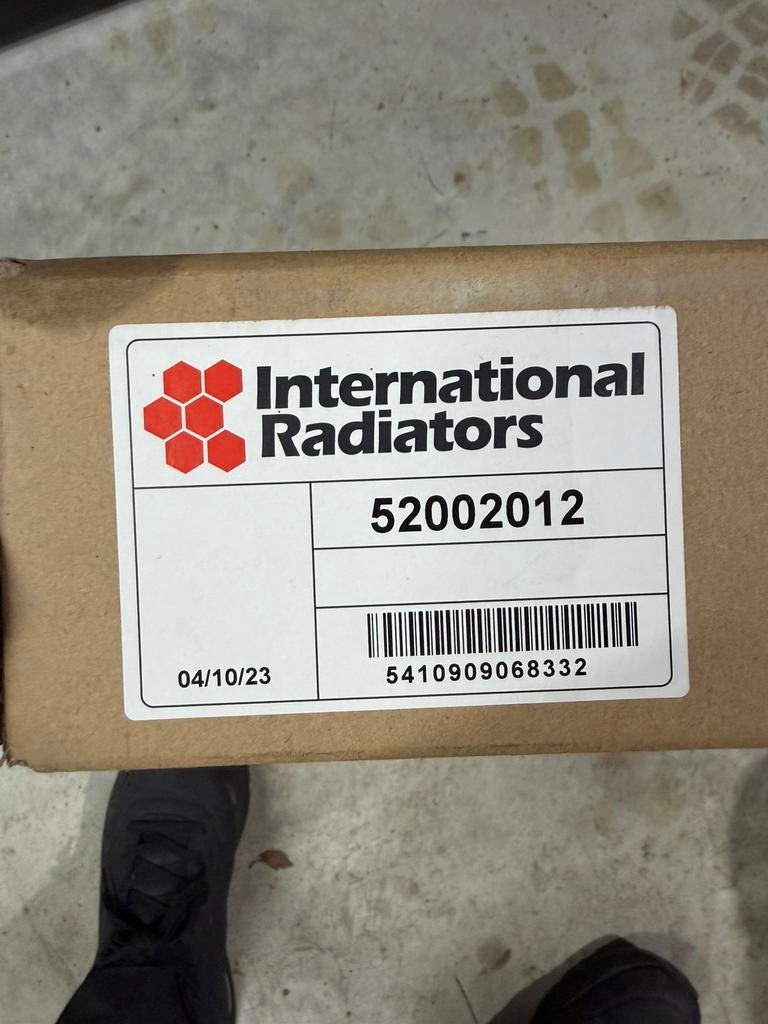 International
Radiators
52002012
04/10/23
5410909068332